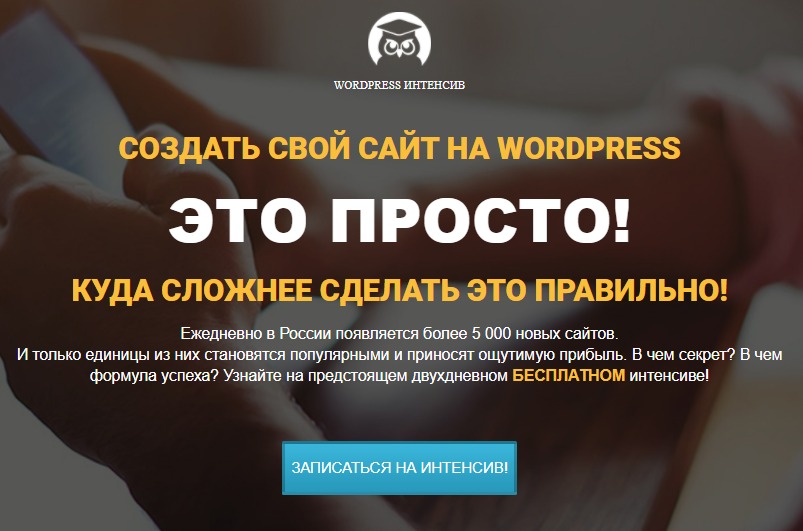 WORDPRESS ИНТЕНСИВ
СОЗДАТЬ СВОЙ САЙТ НА WORDPRESS
ЭТО ПРОСТО!
КУДА СЛОЖНЕЕ СДЕЛАТЬ ЭТО ПРАВИЛЬНО!
Ежедневно в России появляется более 5 000 новых сайтов.
И только единицы из них становятся популярными и приносят ощутимую прибыль. В чем секрет? В чем
формула успеха? Узнайте на предстоящем двухдневном БЕСПЛАТНОМ интенсиве!
ЗАПИСАТЬСЯ НА ИНТЕНСИВ!